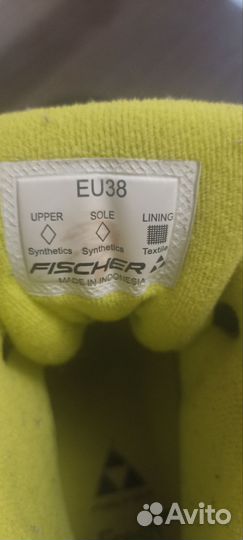 EU38
UPPER SOLE LINING
Synthetics Synthetics Textile
FISCHER
MADE IN INDONESIA
Avito